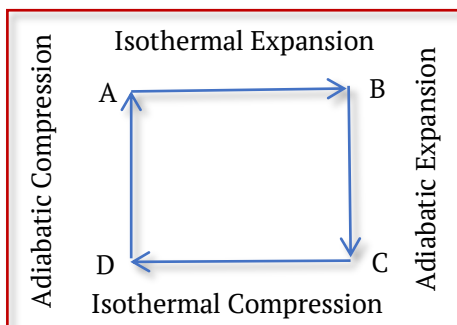 Isothermal Expansion
Adiabatic Compression
A
B
Adiabatic Expansion
D
C
Isothermal Compression